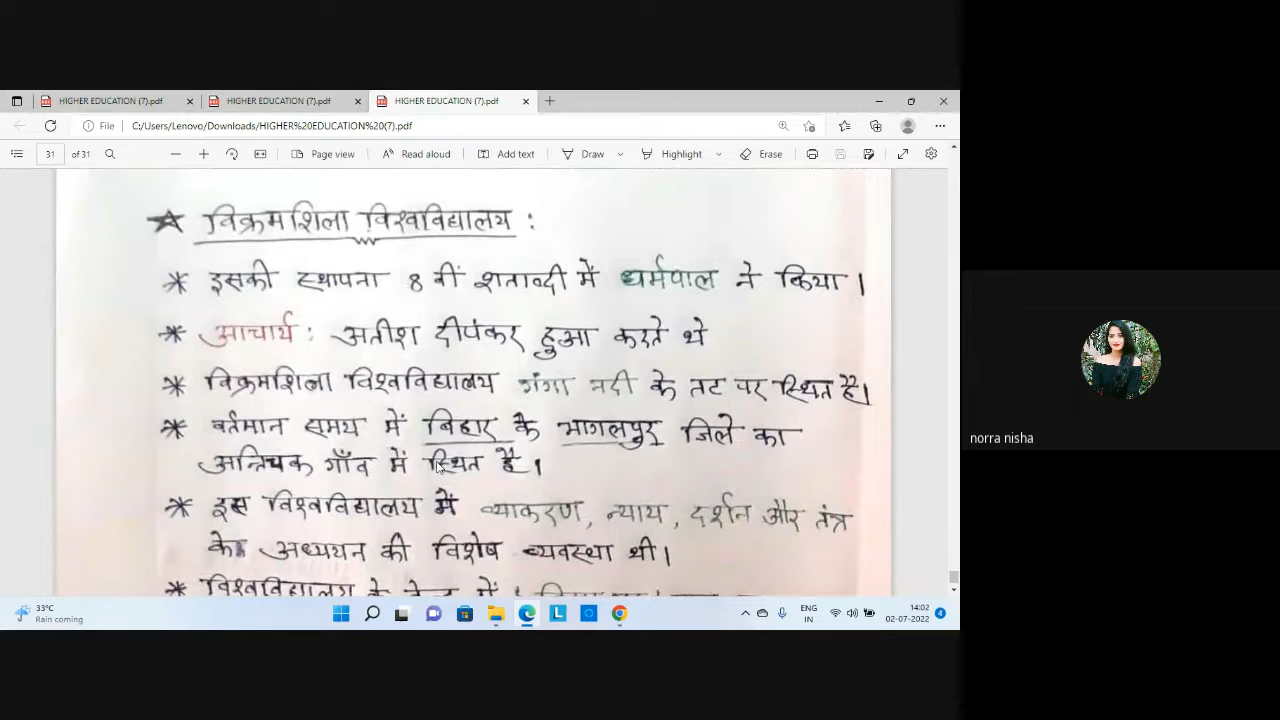 HIGHER EDUCATION (7).pdf
HIGHER EDUCATION (7).pdf
HIGHER EDUCATION (7).pdf
File C:/Users/Lenovo/Downloads/HIGHER%20EDUCATION%20(7).pdf
31 of 31 Page view Read aloud Add text Draw Highlight Erase
विक्रमशिला विश्वविद्यालय :
* इसकी स्थापना 8 वीं शताब्दी में धर्मपाल ने किया।
* आचार्य : अतीश दीपंकर हुआ करते थे
* विक्रमशिला विश्वविद्यालय गंगा नदी के तट पर स्थित है।
* वर्तमान समय में बिहार के भागलपुर जिले का
अन्तिचक गाँव में स्थित है।
* इस विश्वविद्यालय में व्याकरण, न्याय, दर्शन और तंत्र
के अध्ययन की विशेष व्यवस्था थी।
* विश्वविद्यालय के केन्द्र में
norra nisha
33°C
Rain coming
ENG
IN
14:02
02-07-2022
4